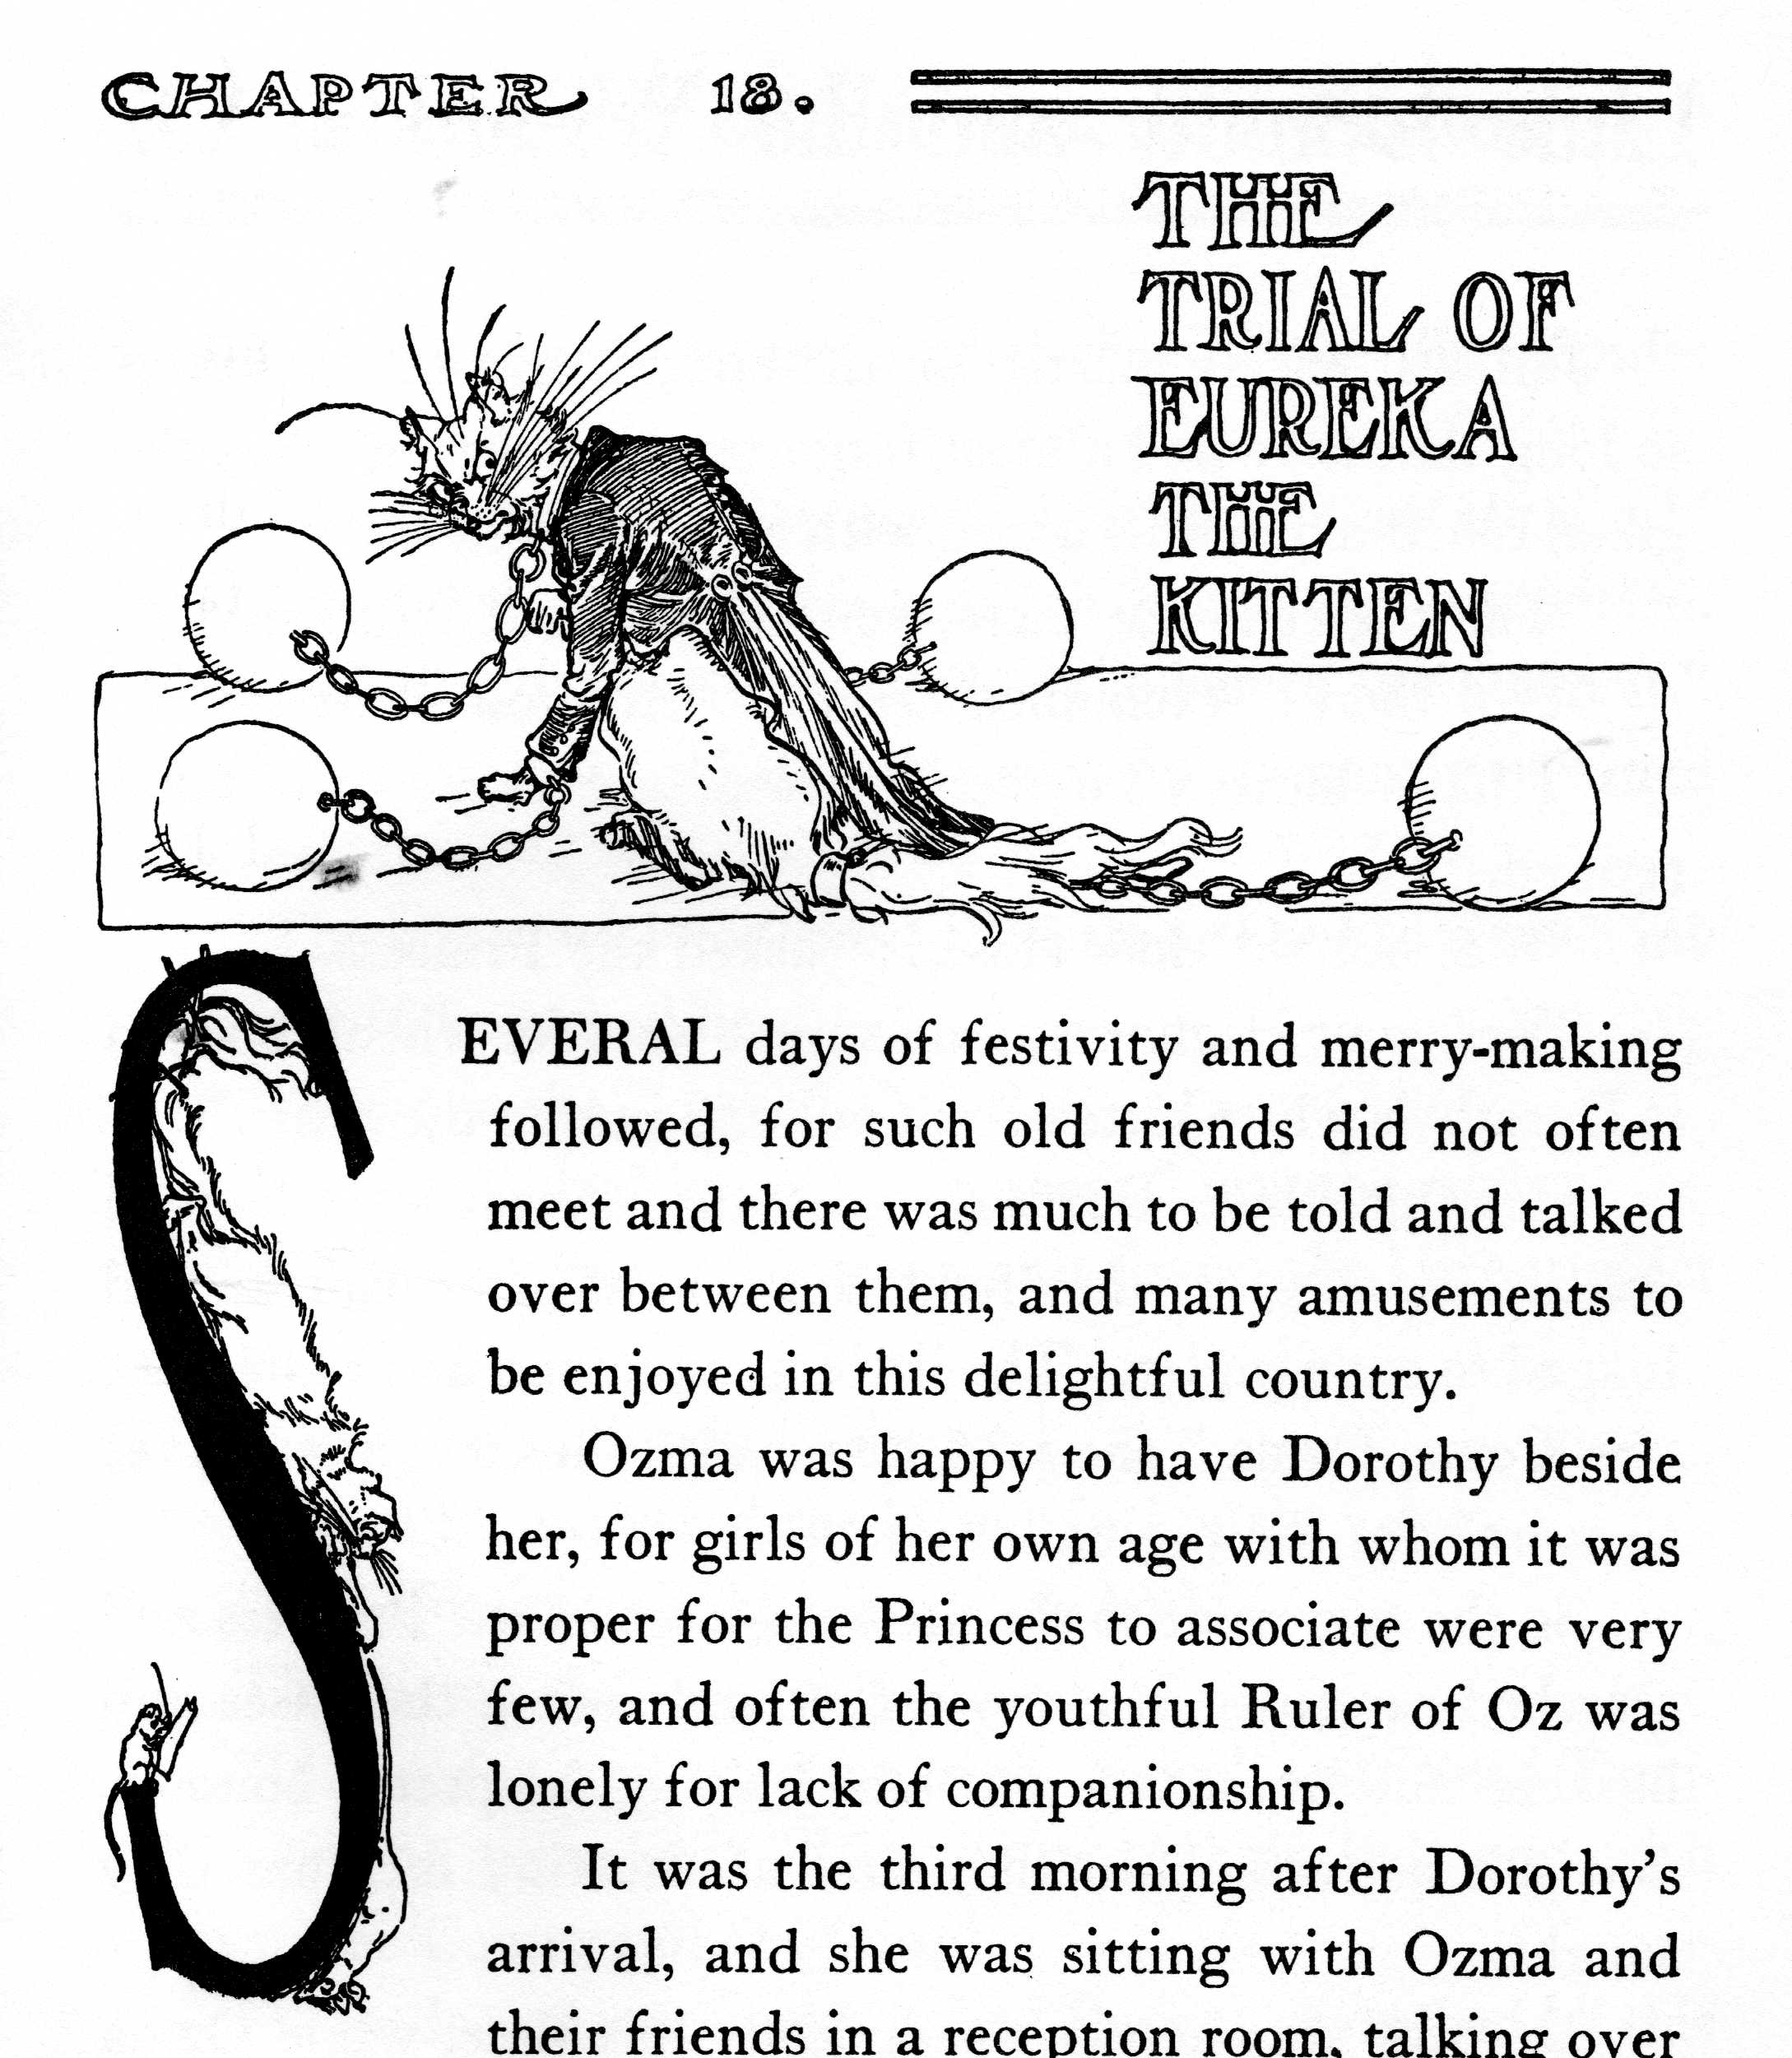 CHAPTER 18.
THE
TRIAL OF
EUREKA
THE
KITTEN
SEVERAL days of festivity and merry-making
followed, for such old friends did not often
meet and there was much to be told and talked
over between them, and many amusements to
be enjoyed in this delightful country.
Ozma was happy to have Dorothy beside
her, for girls of her own age with whom it was
proper for the Princess to associate were very
few, and often the youthful Ruler of Oz was
lonely for lack of companionship.
It was the third morning after Dorothy's
arrival, and she was sitting with Ozma and
their friends in a reception room, talking over